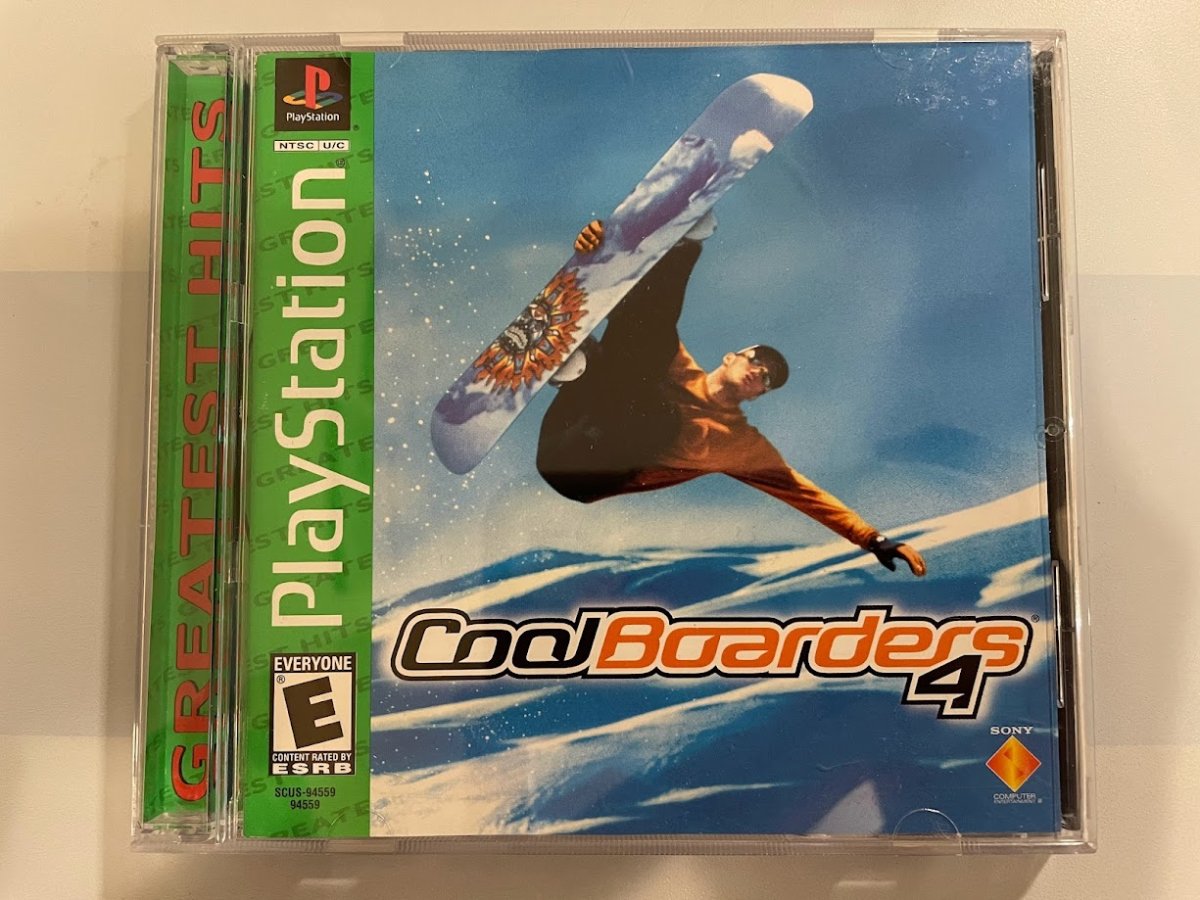 GREATEST HITS
PlayStation
NTSC U/C
PlayStation®
EVERYONE
E
®
CONTENT RATED BY
ESRB
SCUS-94559
94559
CoolBoarders®
4
SONY
COMPUTER
ENTERTAINMENT